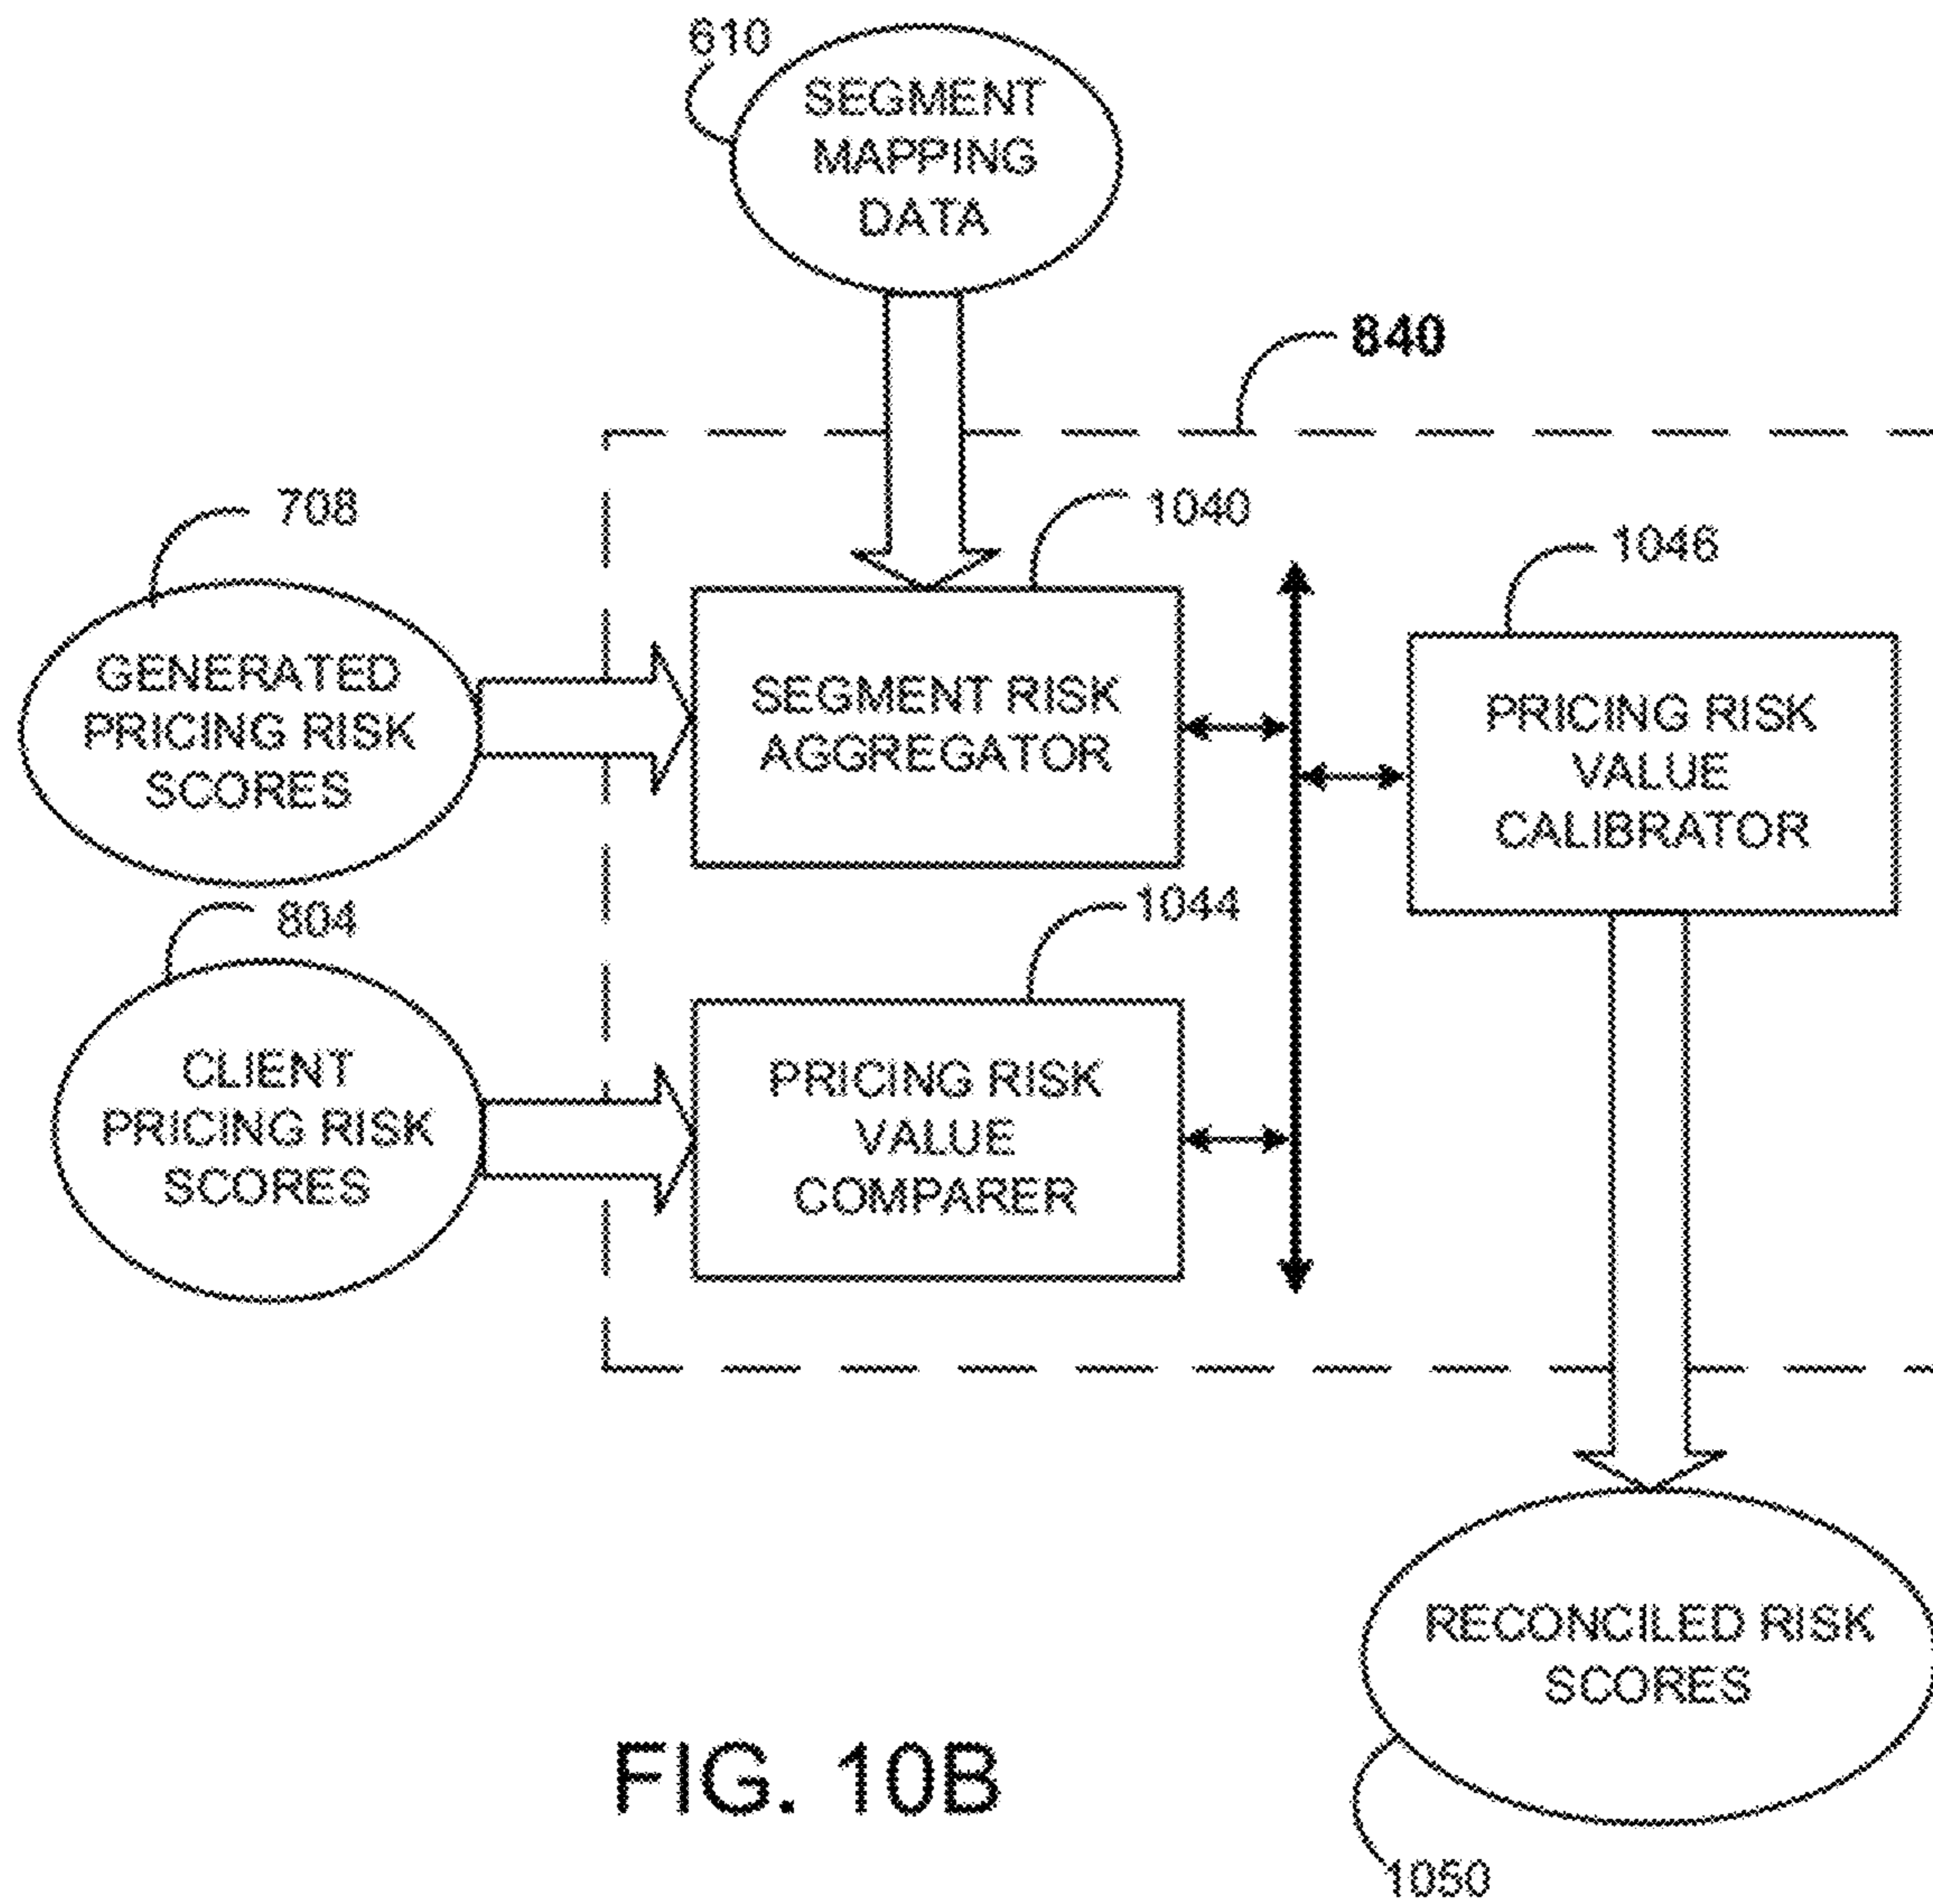 610
SEGMENT
MAPPING
DATA
840
708
1040
1046
GENERATED
PRICING RISK
SCORES
SEGMENT RISK
AGGREGATOR
PRICING RISK
VALUE
CALIBRATOR
804
1044
CLIENT
PRICING RISK
SCORES
PRICING RISK
VALUE
COMPARER
RECONCILED RISK
SCORES
FIG. 10B
1050